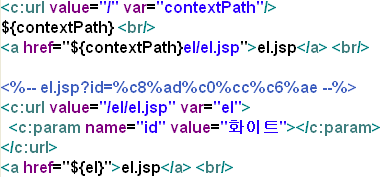 <c:url value="/" var="contextPath"/>
${contextPath} <br/>
<a href="${contextPath}el/el.jsp">el.jsp</a> <br/>
<%-- el.jsp?id=%c8%ad%c0%cc%c6%ae --%>
<c:url value="/el/el.jsp" var="el">
<c:param name="id" value="화이트"></c:param>
</c:url>
<a href="${el}">el.jsp</a> <br/>